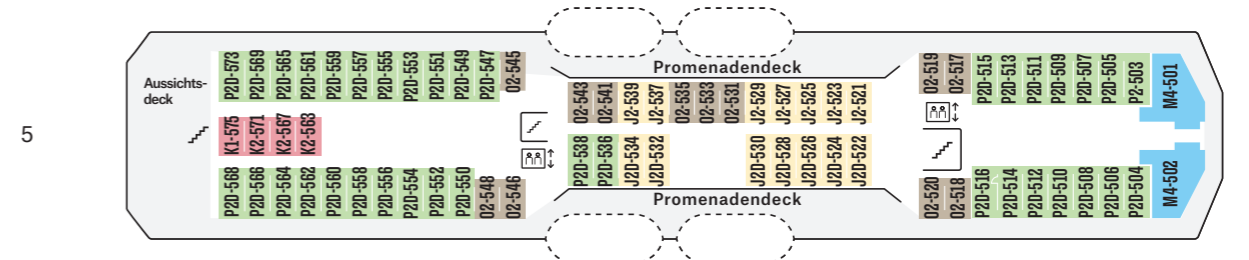 5
Aussichts-
deck
P2D-573 P2D-569 P2D-565 P2D-561 P2D-559 P2D-557 P2D-555 P2D-553 P2D-551 P2D-549 P2D-547 O2-545
K1-575 K2-571 K2-567 K2-563
P2D-568 P2D-566 P2D-564 P2D-562 P2D-560 P2D-558 P2D-556 P2D-554 P2D-552 P2D-550 O2-548 O2-546
Promenadendeck
O2-543 O2-541 J2-539 J2-537 O2-535 O2-533 O2-531 J2-529 J2-527 J2-525 J2-523 J2-521
P2D-538 P2D-536 J2D-534 J2D-532 J2D-530 J2D-528 J2D-526 J2D-524 J2D-522
Promenadendeck
O2-519 O2-517 P2D-515 P2D-513 P2D-511 P2D-509 P2D-507 P2D-505 P2-503 M4-501
O2-520 O2-518 P2D-516 P2D-514 P2D-512 P2D-510 P2D-508 P2D-506 P2D-504 M4-502